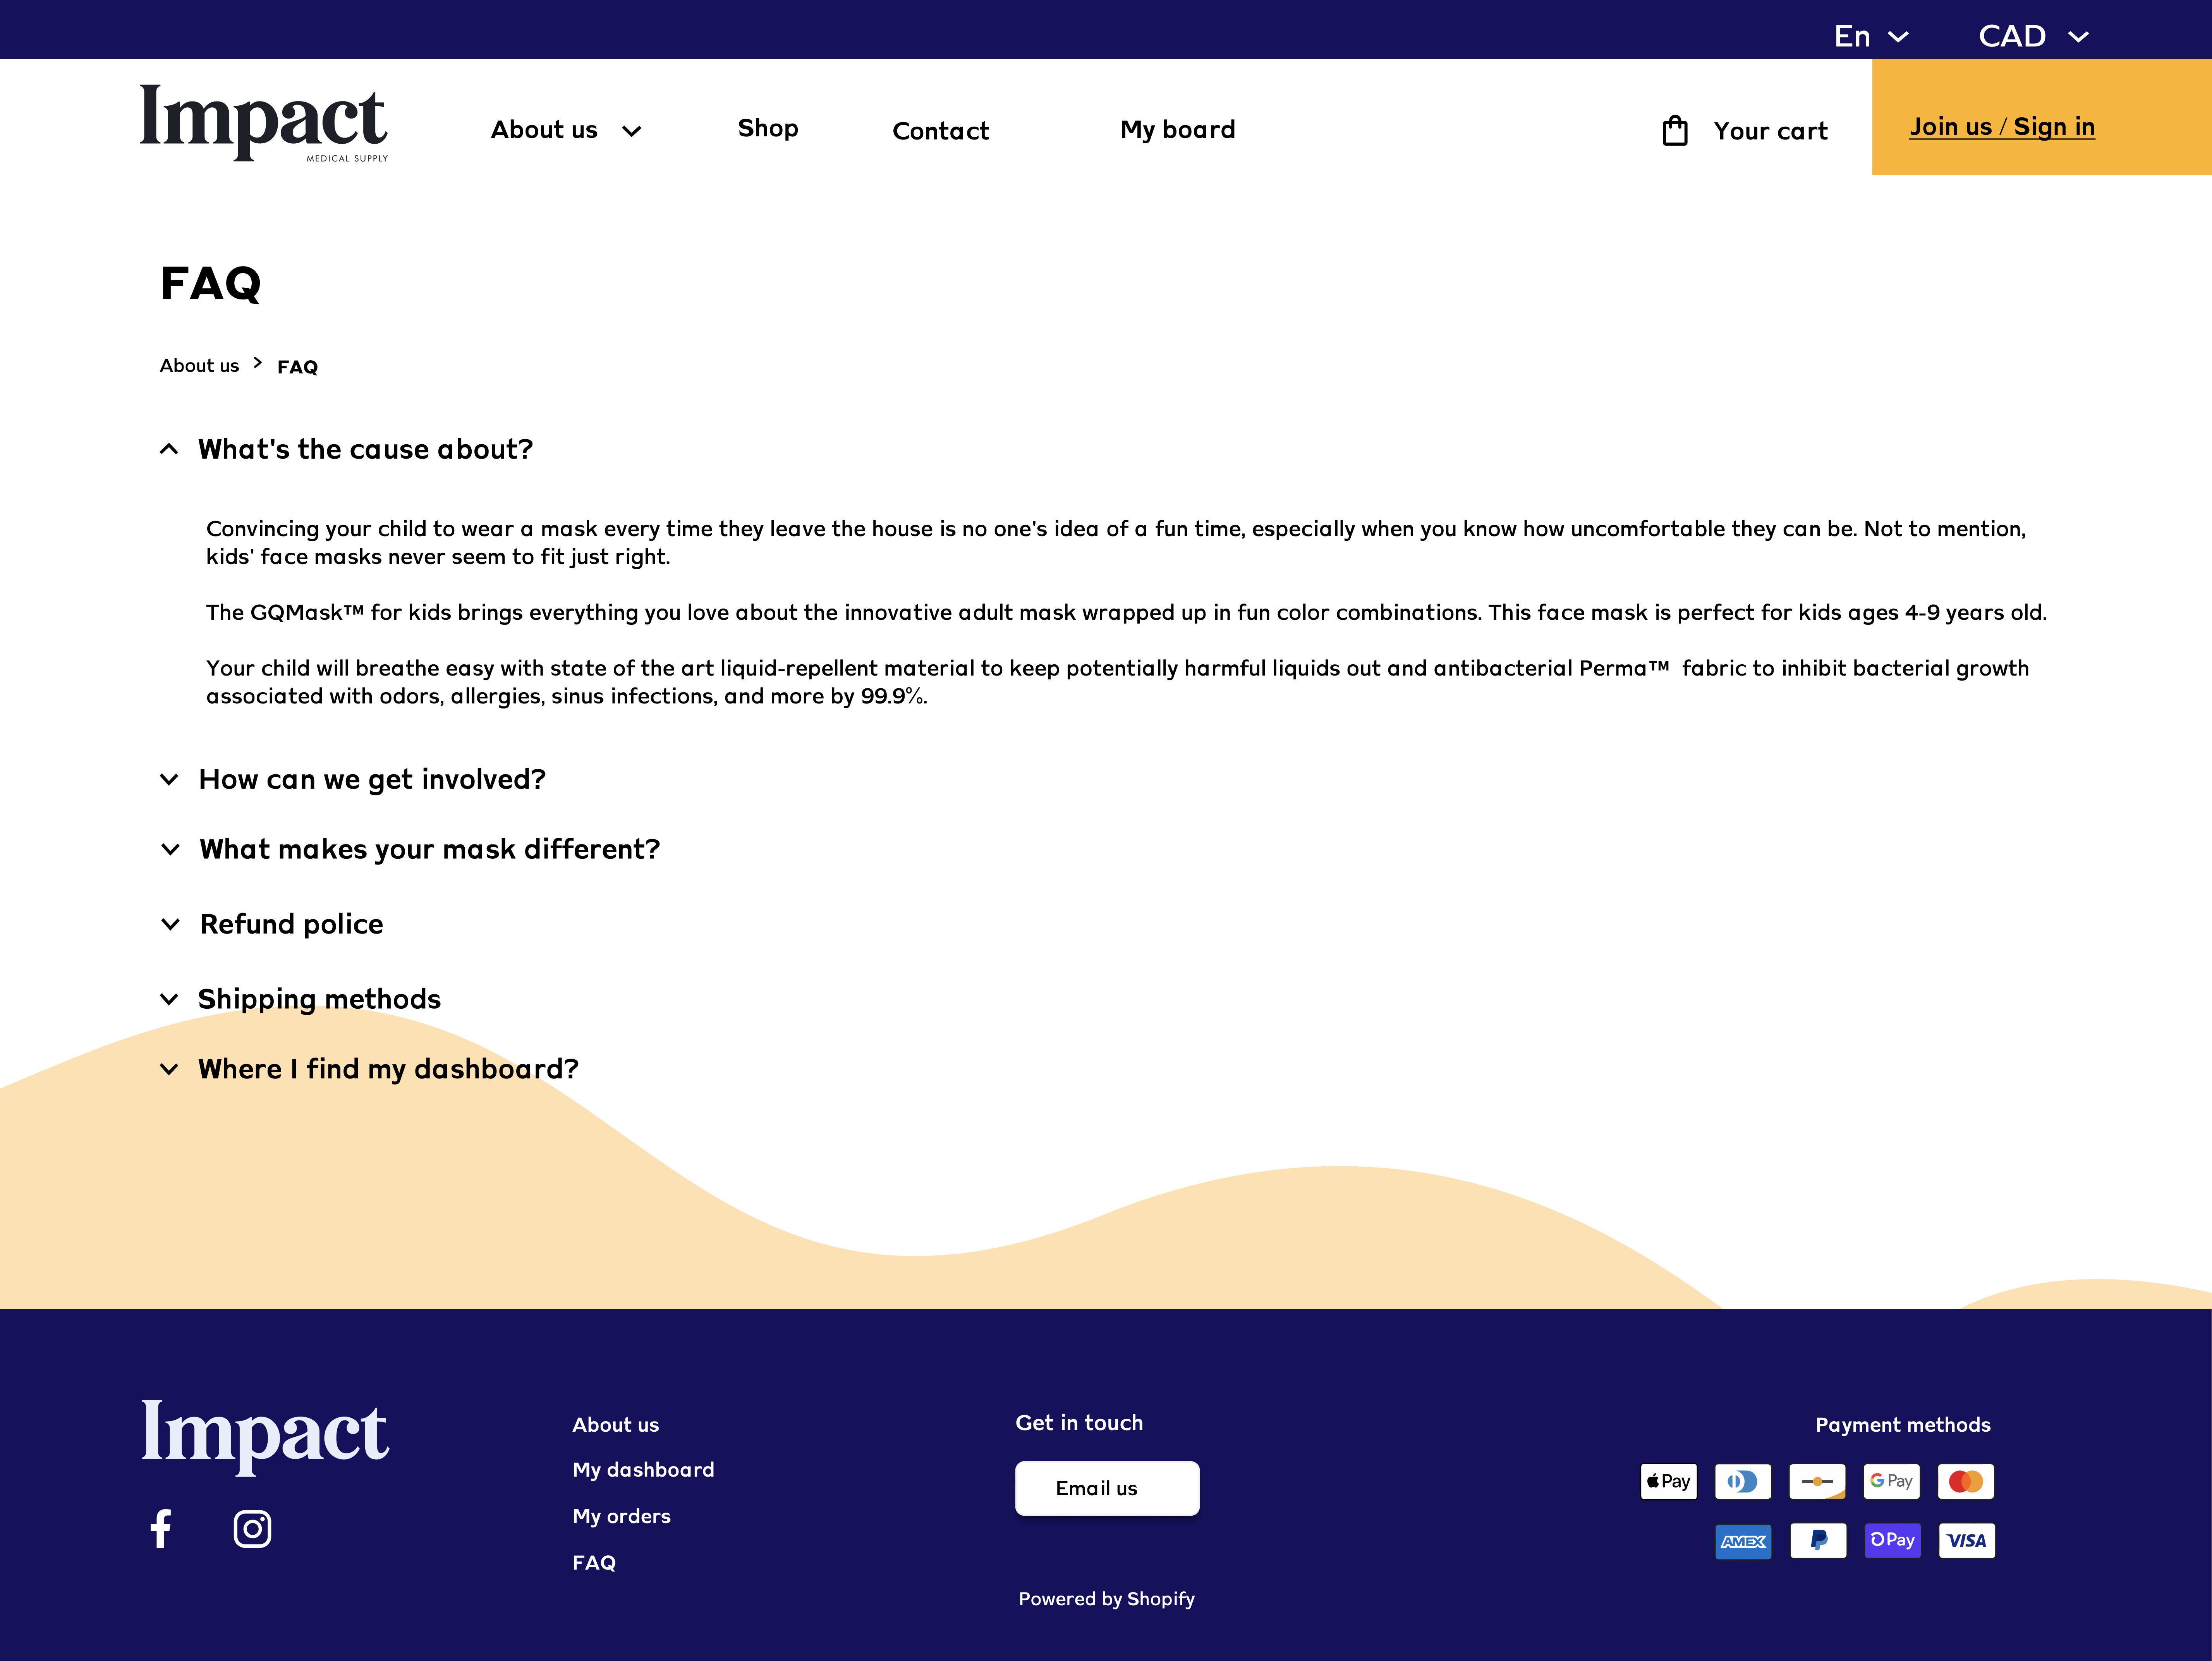 En CAD
Impact
MEDICAL SUPPLY
About us Shop Contact My board Your cart Join us / Sign in
FAQ
About us > FAQ
What's the cause about?
Convincing your child to wear a mask every time they leave the house is no one's idea of a fun time, especially when you know how uncomfortable they can be. Not to mention,
kids' face masks never seem to fit just right.
The GQMask™ for kids brings everything you love about the innovative adult mask wrapped up in fun color combinations. This face mask is perfect for kids ages 4-9 years old.
Your child will breathe easy with state of the art liquid-repellent material to keep potentially harmful liquids out and antibacterial Perma™ fabric to inhibit bacterial growth
associated with odors, allergies, sinus infections, and more by 99.9%.
How can we get involved?
What makes your mask different?
Refund police
Shipping methods
Where I find my dashboard?
Impact
About us
My dashboard
My orders
FAQ
Get in touch
Email us
Powered by Shopify
Payment methods
Pay G Pay
AMEX P Pay VISA